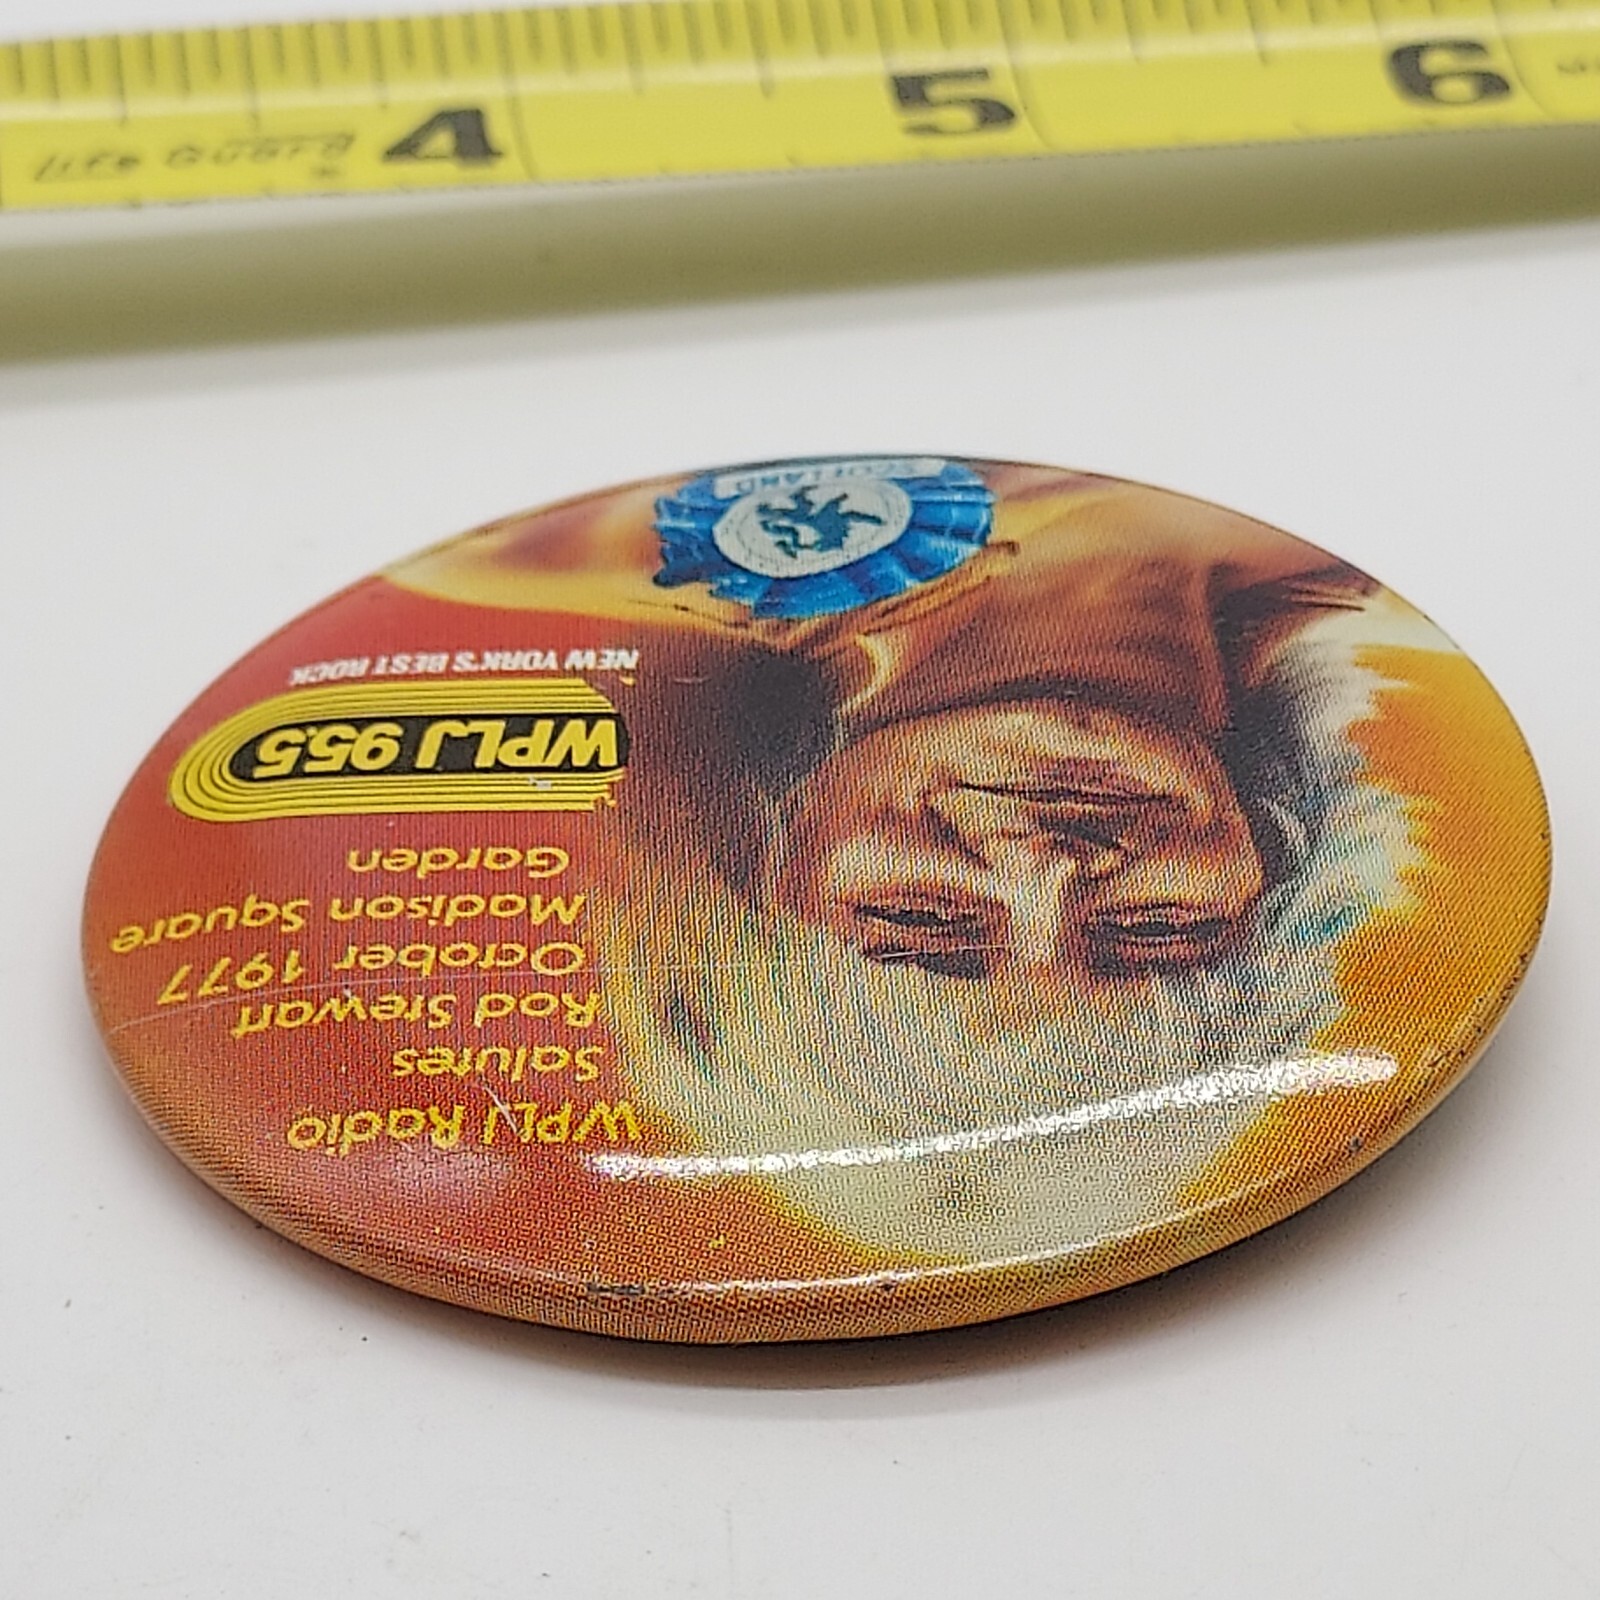 4 5 6
WPLJ Radio
Salutes
Rod Stewart
October 1977
Madison Square
Garden
WPLJ 95.5
NEW YORK'S BEST ROCK
SCOTLAND